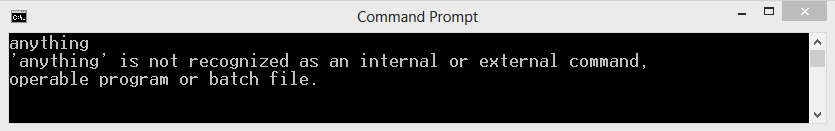 Command Prompt
anything
'anything' is not recognized as an internal or external command,
operable program or batch file.